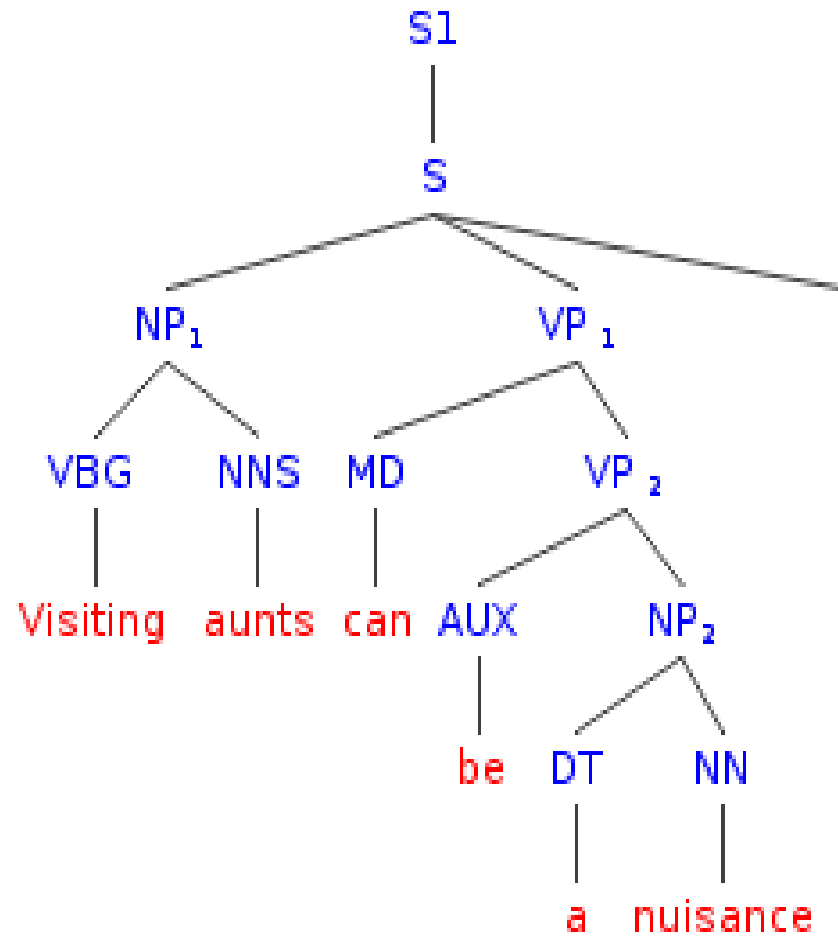 S1
S
NP₁ VP₁
VBG NNS MD VP₂
Visiting aunts can AUX NP₂
be DT NN
a nuisance